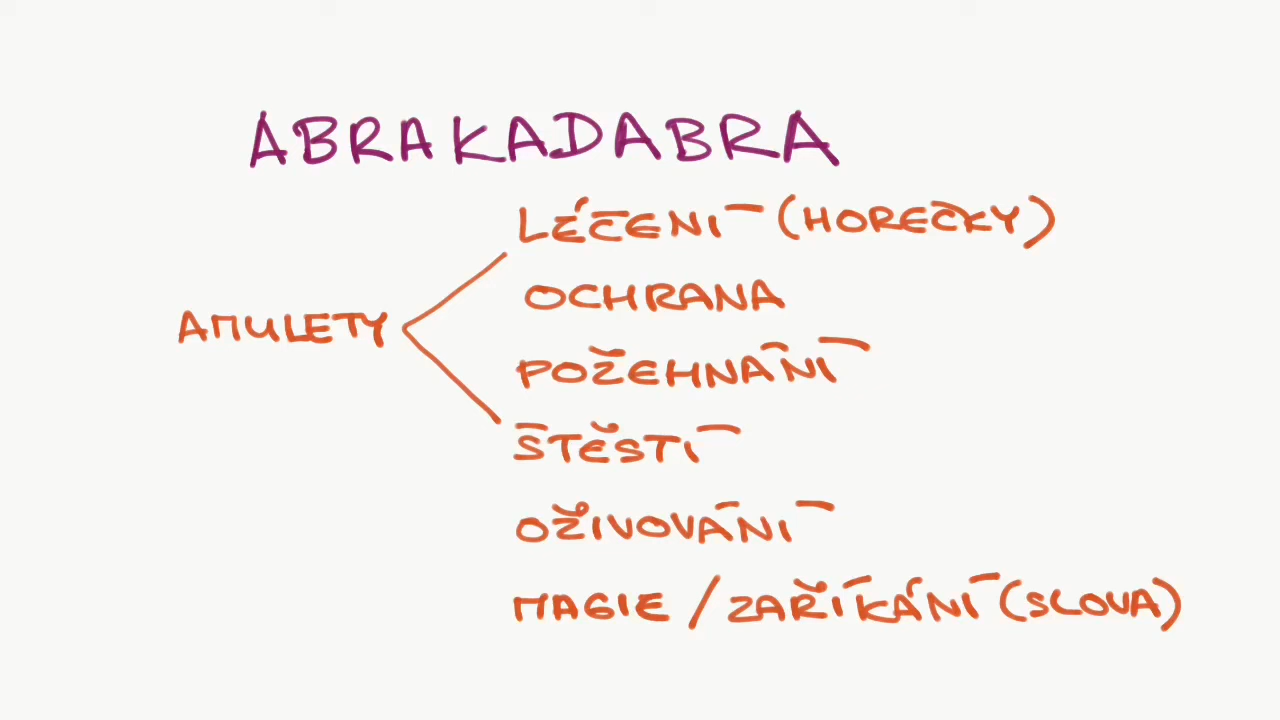 ABRAKADABRA
LÉČENÍ (HOREČKY)
OCHRANA
AMULETY
POŽEHNÁNÍ
ŠTĚSTÍ
OŽIVOVÁNÍ
MAGIE / ZAŘÍKÁNÍ (SLOVA)